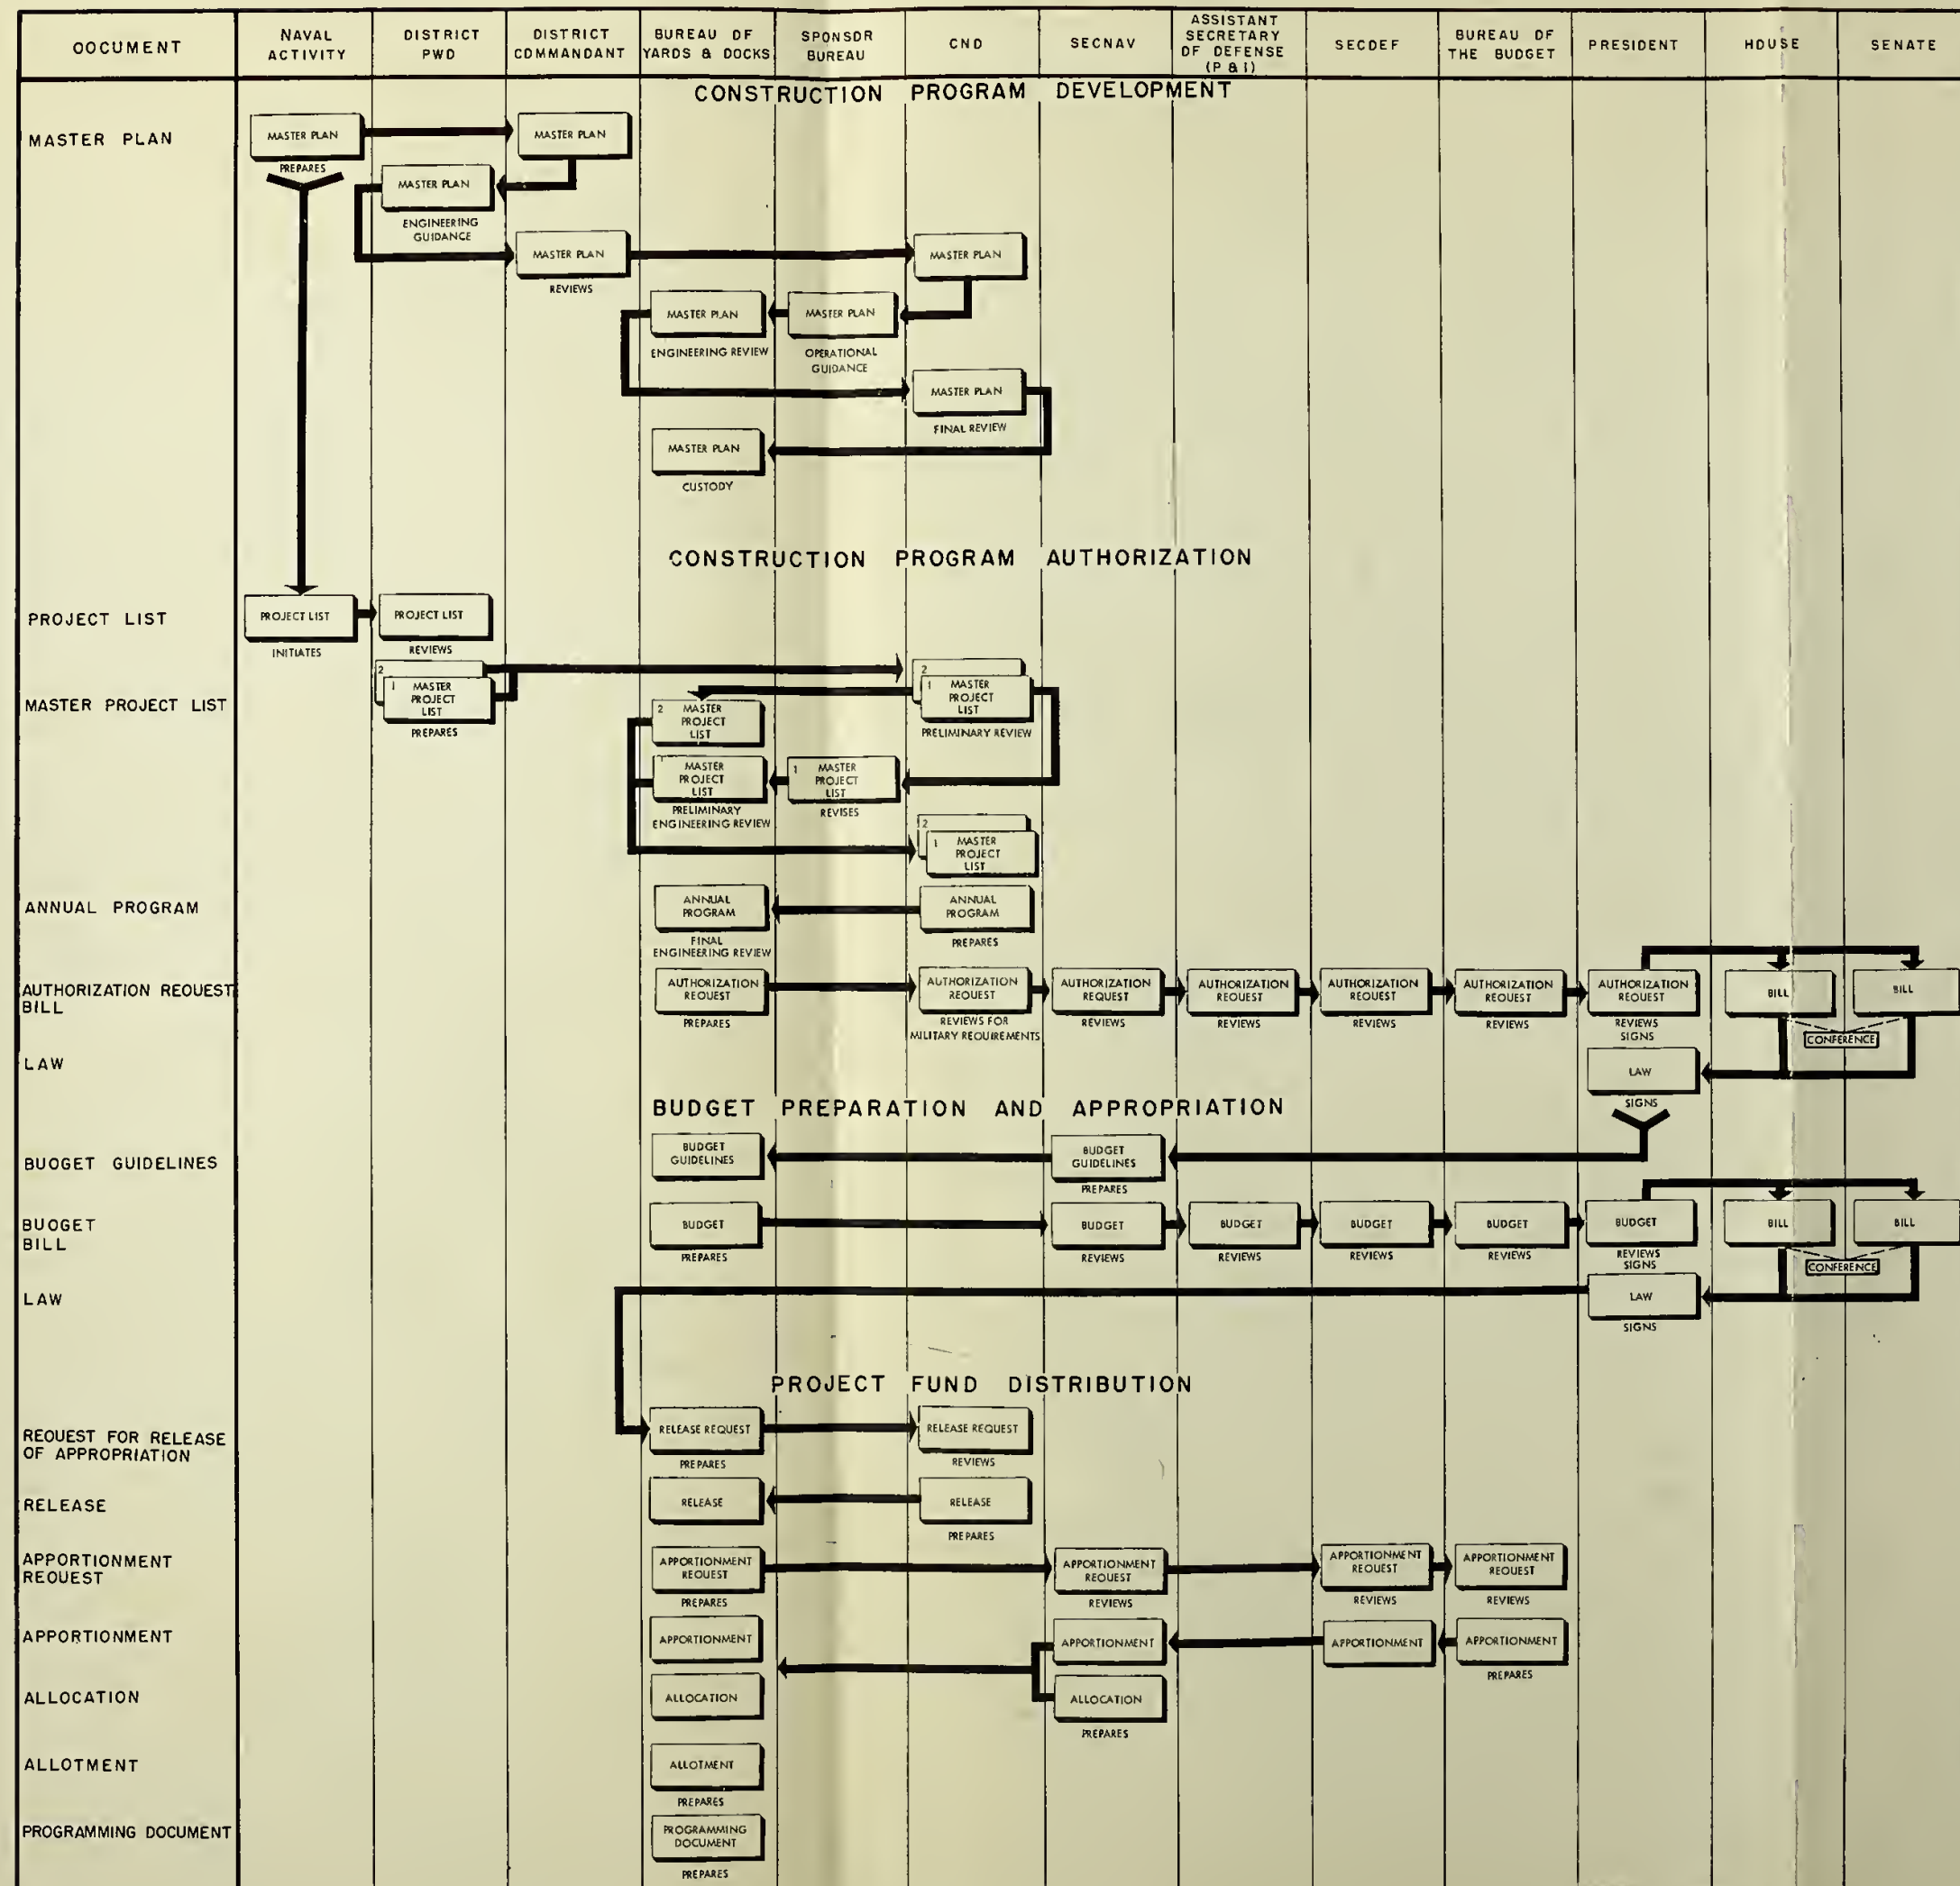 DOCUMENT
NAVAL
ACTIVITY
DISTRICT
PWD
DISTRICT
COMMANDANT
BUREAU OF
YARDS & DOCKS
SPONSOR
BUREAU
CNO
SECNAV
ASSISTANT
SECRETARY
OF DEFENSE
(P & I)
SECDEF
BUREAU OF
THE BUDGET
PRESIDENT
HOUSE
SENATE
CONSTRUCTION PROGRAM DEVELOPMENT
MASTER PLAN
MASTER PLAN
PREPARES
MASTER PLAN
MASTER PLAN
ENGINEERING
GUIDANCE
MASTER PLAN
REVIEWS
MASTER PLAN
MASTER PLAN
ENGINEERING REVIEW
MASTER PLAN
OPERATIONAL
GUIDANCE
MASTER PLAN
FINAL REVIEW
MASTER PLAN
CUSTODY
CONSTRUCTION PROGRAM AUTHORIZATION
PROJECT LIST
PROJECT LIST
INITIATES
PROJECT LIST
REVIEWS
MASTER PROJECT LIST
2
1 MASTER
PROJECT
LIST
PREPARES
2
1 MASTER
PROJECT
LIST
PRELIMINARY REVIEW
2 MASTER
PROJECT
LIST
1 MASTER
PROJECT
LIST
PRELIMINARY
ENGINEERING REVIEW
1 MASTER
PROJECT
LIST
REVISES
2
1 MASTER
PROJECT
LIST
ANNUAL PROGRAM
ANNUAL
PROGRAM
FINAL
ENGINEERING REVIEW
ANNUAL
PROGRAM
PREPARES
AUTHORIZATION REQUEST
BILL
AUTHORIZATION
REQUEST
PREPARES
AUTHORIZATION
REQUEST
REVIEWS FOR
MILITARY REQUIREMENTS
AUTHORIZATION
REQUEST
REVIEWS
AUTHORIZATION
REQUEST
REVIEWS
AUTHORIZATION
REQUEST
REVIEWS
AUTHORIZATION
REQUEST
REVIEWS
AUTHORIZATION
REQUEST
REVIEWS
SIGNS
BILL
BILL
CONFERENCE
LAW
LAW
SIGNS
BUDGET PREPARATION AND APPROPRIATION
BUDGET GUIDELINES
BUDGET
GUIDELINES
BUDGET
GUIDELINES
PREPARES
BUDGET
BILL
BUDGET
PREPARES
BUDGET
REVIEWS
BUDGET
REVIEWS
BUDGET
REVIEWS
BUDGET
REVIEWS
BUDGET
REVIEWS
SIGNS
BILL
BILL
CONFERENCE
LAW
LAW
SIGNS
PROJECT FUND DISTRIBUTION
REQUEST FOR RELEASE
OF APPROPRIATION
RELEASE REQUEST
PREPARES
RELEASE REQUEST
REVIEWS
RELEASE
RELEASE
RELEASE
PREPARES
APPORTIONMENT
REQUEST
APPORTIONMENT
REQUEST
PREPARES
APPORTIONMENT
REQUEST
REVIEWS
APPORTIONMENT
REQUEST
REVIEWS
APPORTIONMENT
REQUEST
REVIEWS
APPORTIONMENT
APPORTIONMENT
APPORTIONMENT
APPORTIONMENT
APPORTIONMENT
PREPARES
ALLOCATION
ALLOCATION
ALLOCATION
PREPARES
ALLOTMENT
ALLOTMENT
PREPARES
PROGRAMMING DOCUMENT
PROGRAMMING
DOCUMENT
PREPARES